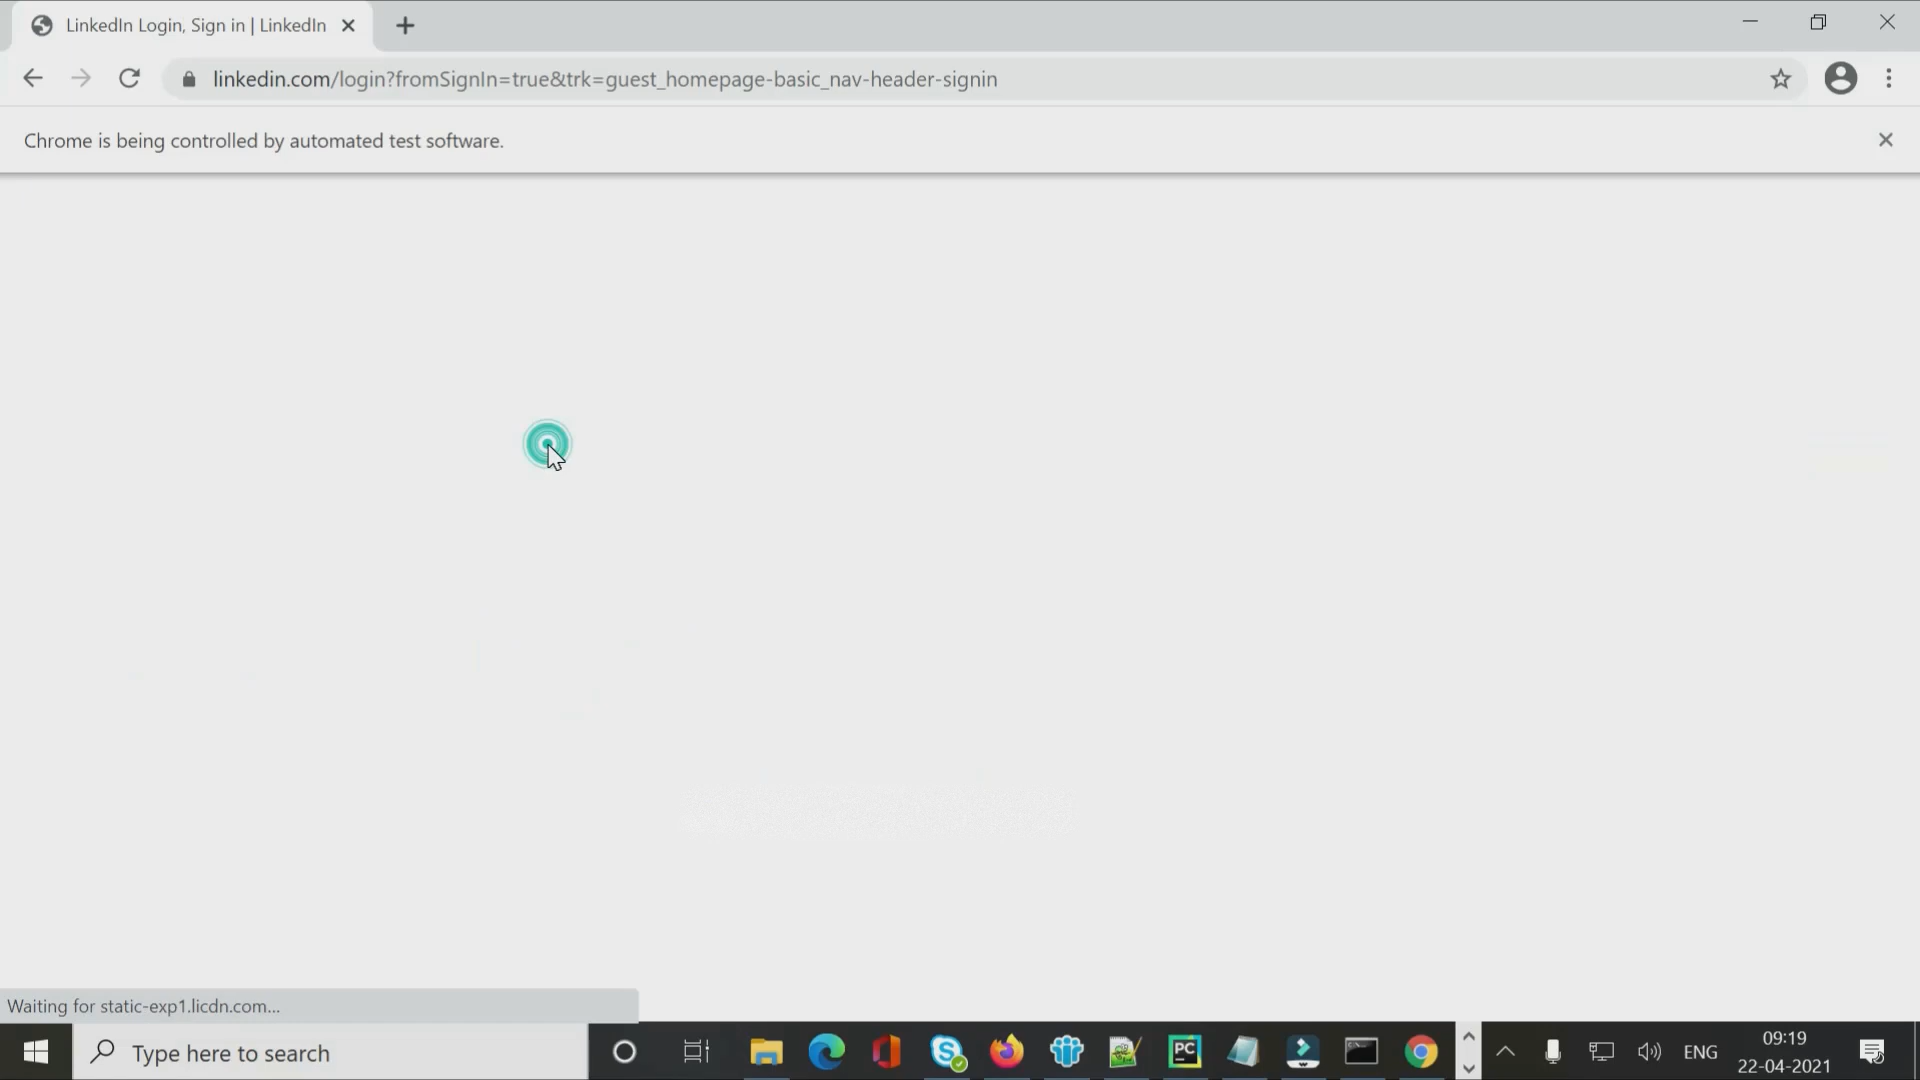 LinkedIn Login, Sign in | LinkedIn
linkedin.com/login?fromSignIn=true&trk=guest_homepage-basic_nav-header-signin
Chrome is being controlled by automated test software.
Waiting for static-exp1.licdn.com...
Type here to search
PC
ENG
09:19
22-04-2021